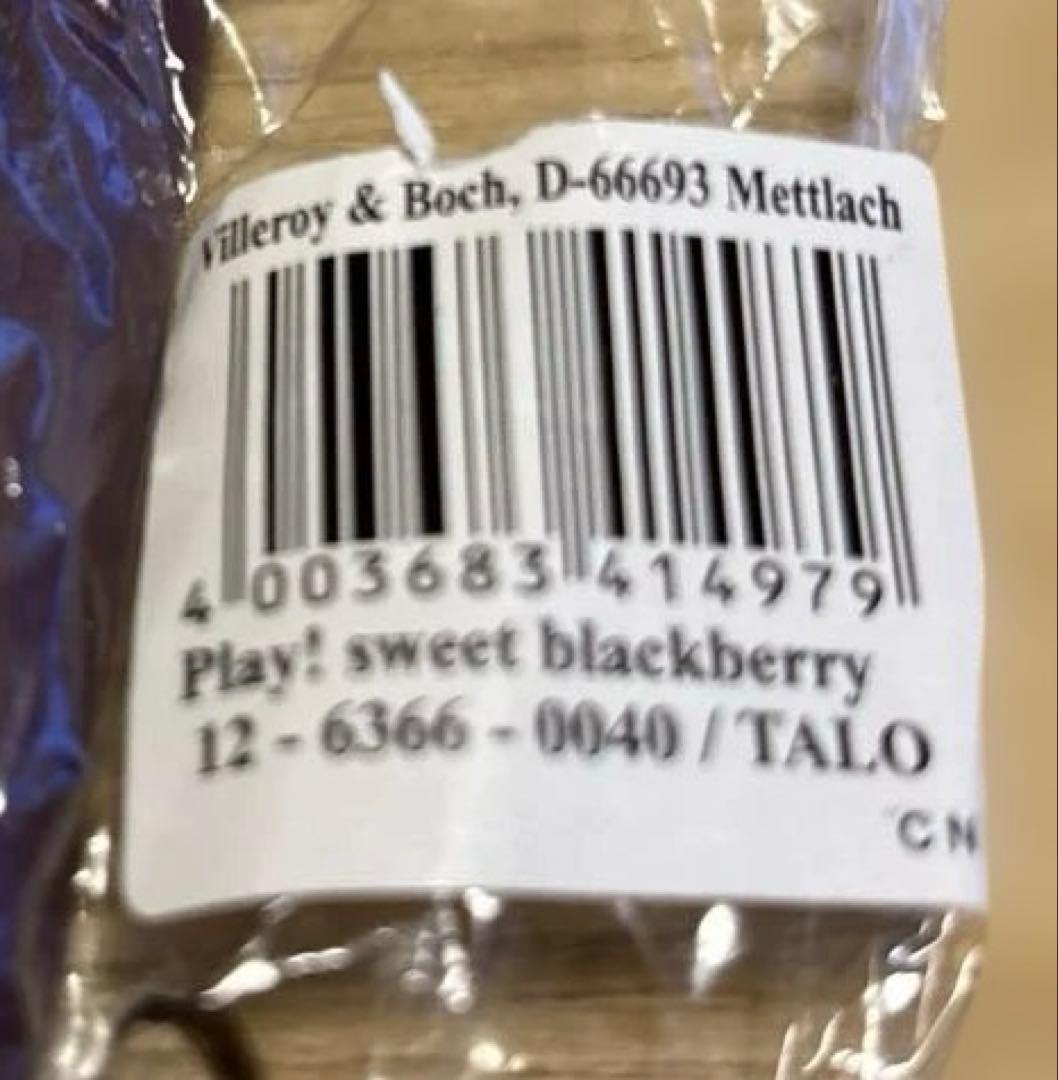 Villeroy & Boch, D-66693 Mettlach
4 003683 414979
Play! sweet blackberry
12 - 6366 - 0040 / TALO
CN